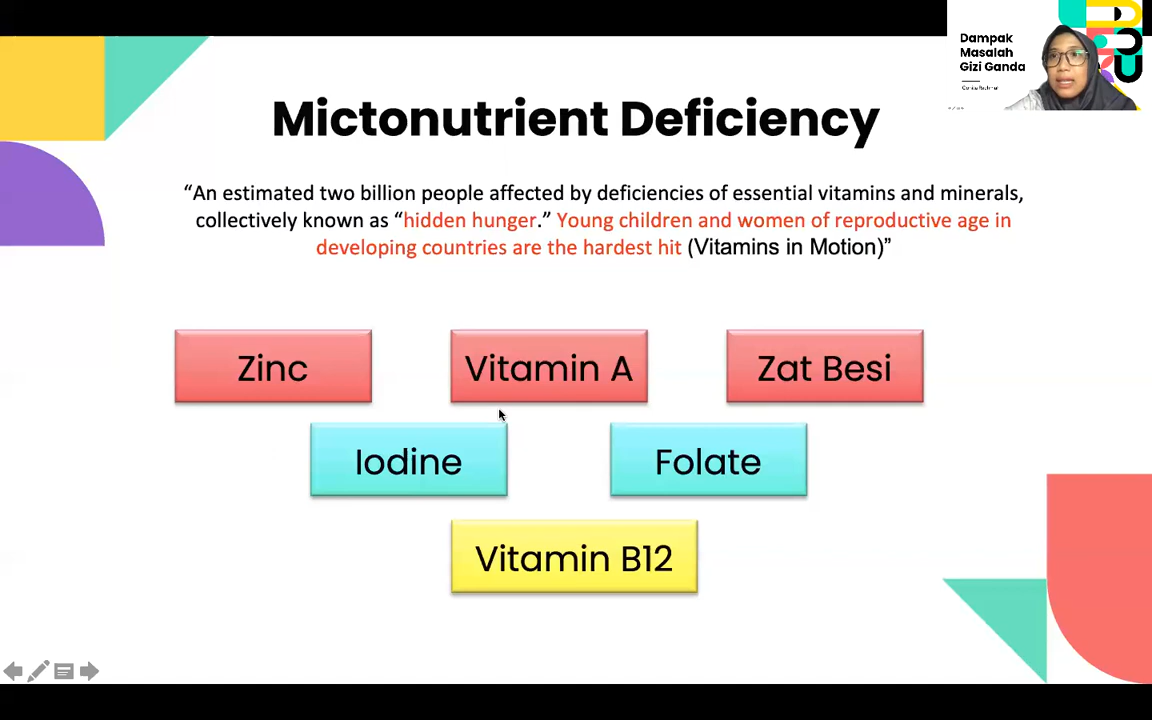 Dampak
Masalah
Gizi Ganda
Mictonutrient Deficiency
“An estimated two billion people affected by deficiencies of essential vitamins and minerals,
collectively known as “hidden hunger.” Young children and women of reproductive age in
developing countries are the hardest hit (Vitamins in Motion)”
Zinc
Vitamin A
Zat Besi
Iodine
Folate
Vitamin B12